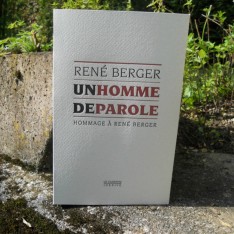 RENÉ BERGER
UNHOMME
DEPAROLE
HOMMAGE À RENÉ BERGER